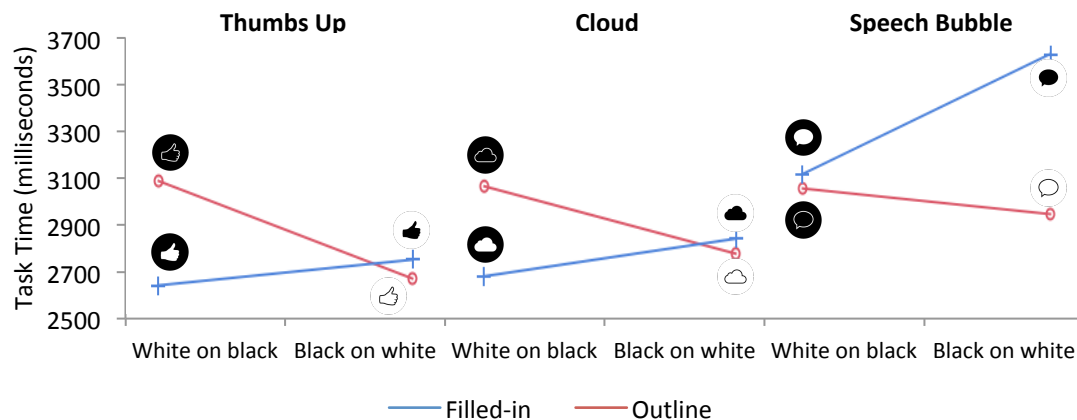 Thumbs Up Cloud Speech Bubble
Task Time (milliseconds)
3700
3500
3300
3100
2900
2700
2500
White on black Black on white White on black Black on white White on black Black on white
Filled-in Outline